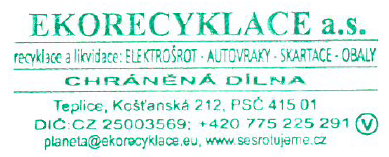 EKORECYKLACE a.s.
recyklace a likvidace: ELEKTROŠROT - AUTOVRAKY - SKARTACE - OBALY
CHRÁNĚNÁ DÍLNA
Teplice, Košťanská 212, PSČ 415 01
DIČ:CZ 25003569; +420 775 225 291 V
planeta@ekorecyklace.eu, www.sesrotujeme.cz